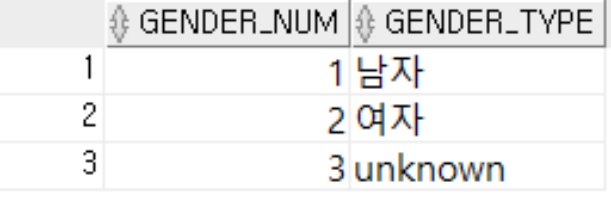 GENDER_NUM GENDER_TYPE
1 1 남자
2 2 여자
3 3 unknown